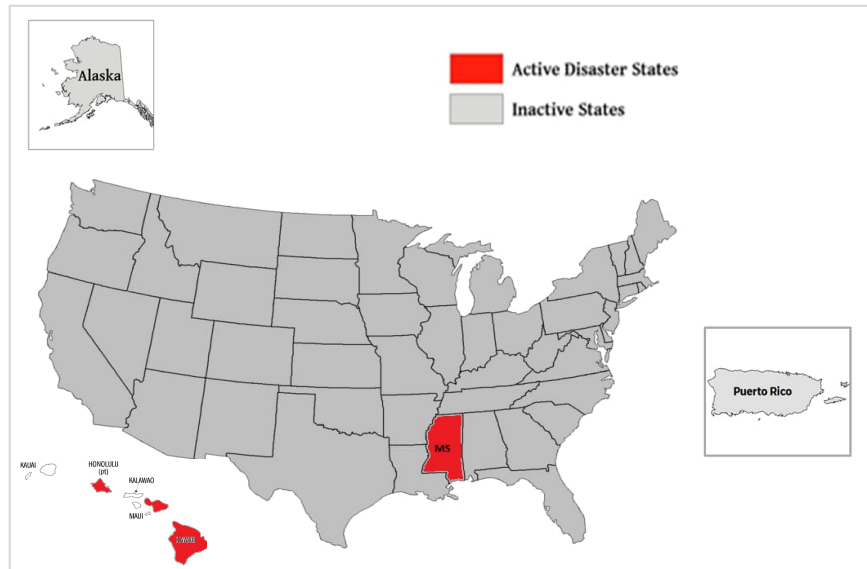 Alaska
Active Disaster States
Inactive States
Puerto Rico
MS
KAUAI
HONOLULU
(pt)
KALAWAO
MAUI
HAWAII